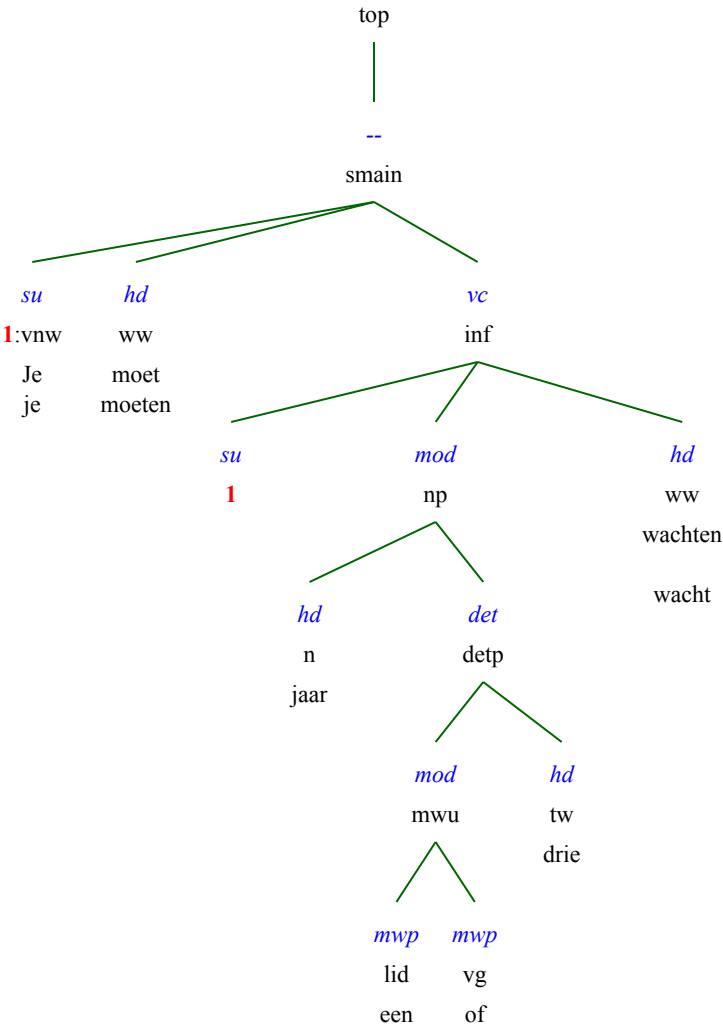 top
--
smain
su hd vc
1:vnw ww inf
Je moet
je moeten
su mod hd
1 np ww
wachten
wacht
hd det
n detp
jaar
mod hd
mwu tw
drie
mwp mwp
lid vg
een of